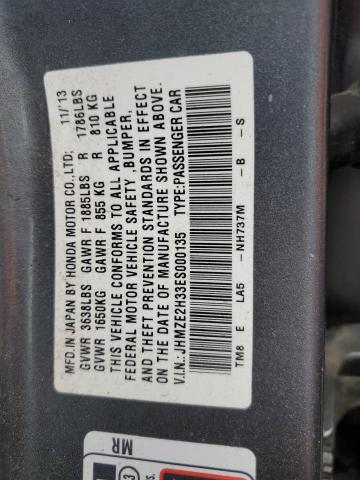 MFD.IN JAPAN BY HONDA MOTOR CO.,LTD; 11/'13
GVWR 3638LBS GAWR F 1885LBS R 1786LBS
GVWR 1650KG GAWR F 855 KG R 810 KG
THIS VEHICLE CONFORMS TO ALL APPLICABLE
FEDERAL MOTOR VEHICLE SAFETY ,BUMPER,
AND THEFT PREVENTION STANDARDS IN EFFECT
ON THE DATE OF MANUFACTURE SHOWN ABOVE.
V.I.N.:JHMZE2H33ES000135 TYPE:PASSENGER CAR
TM8 E LA5 -NH737M -B -S
MR